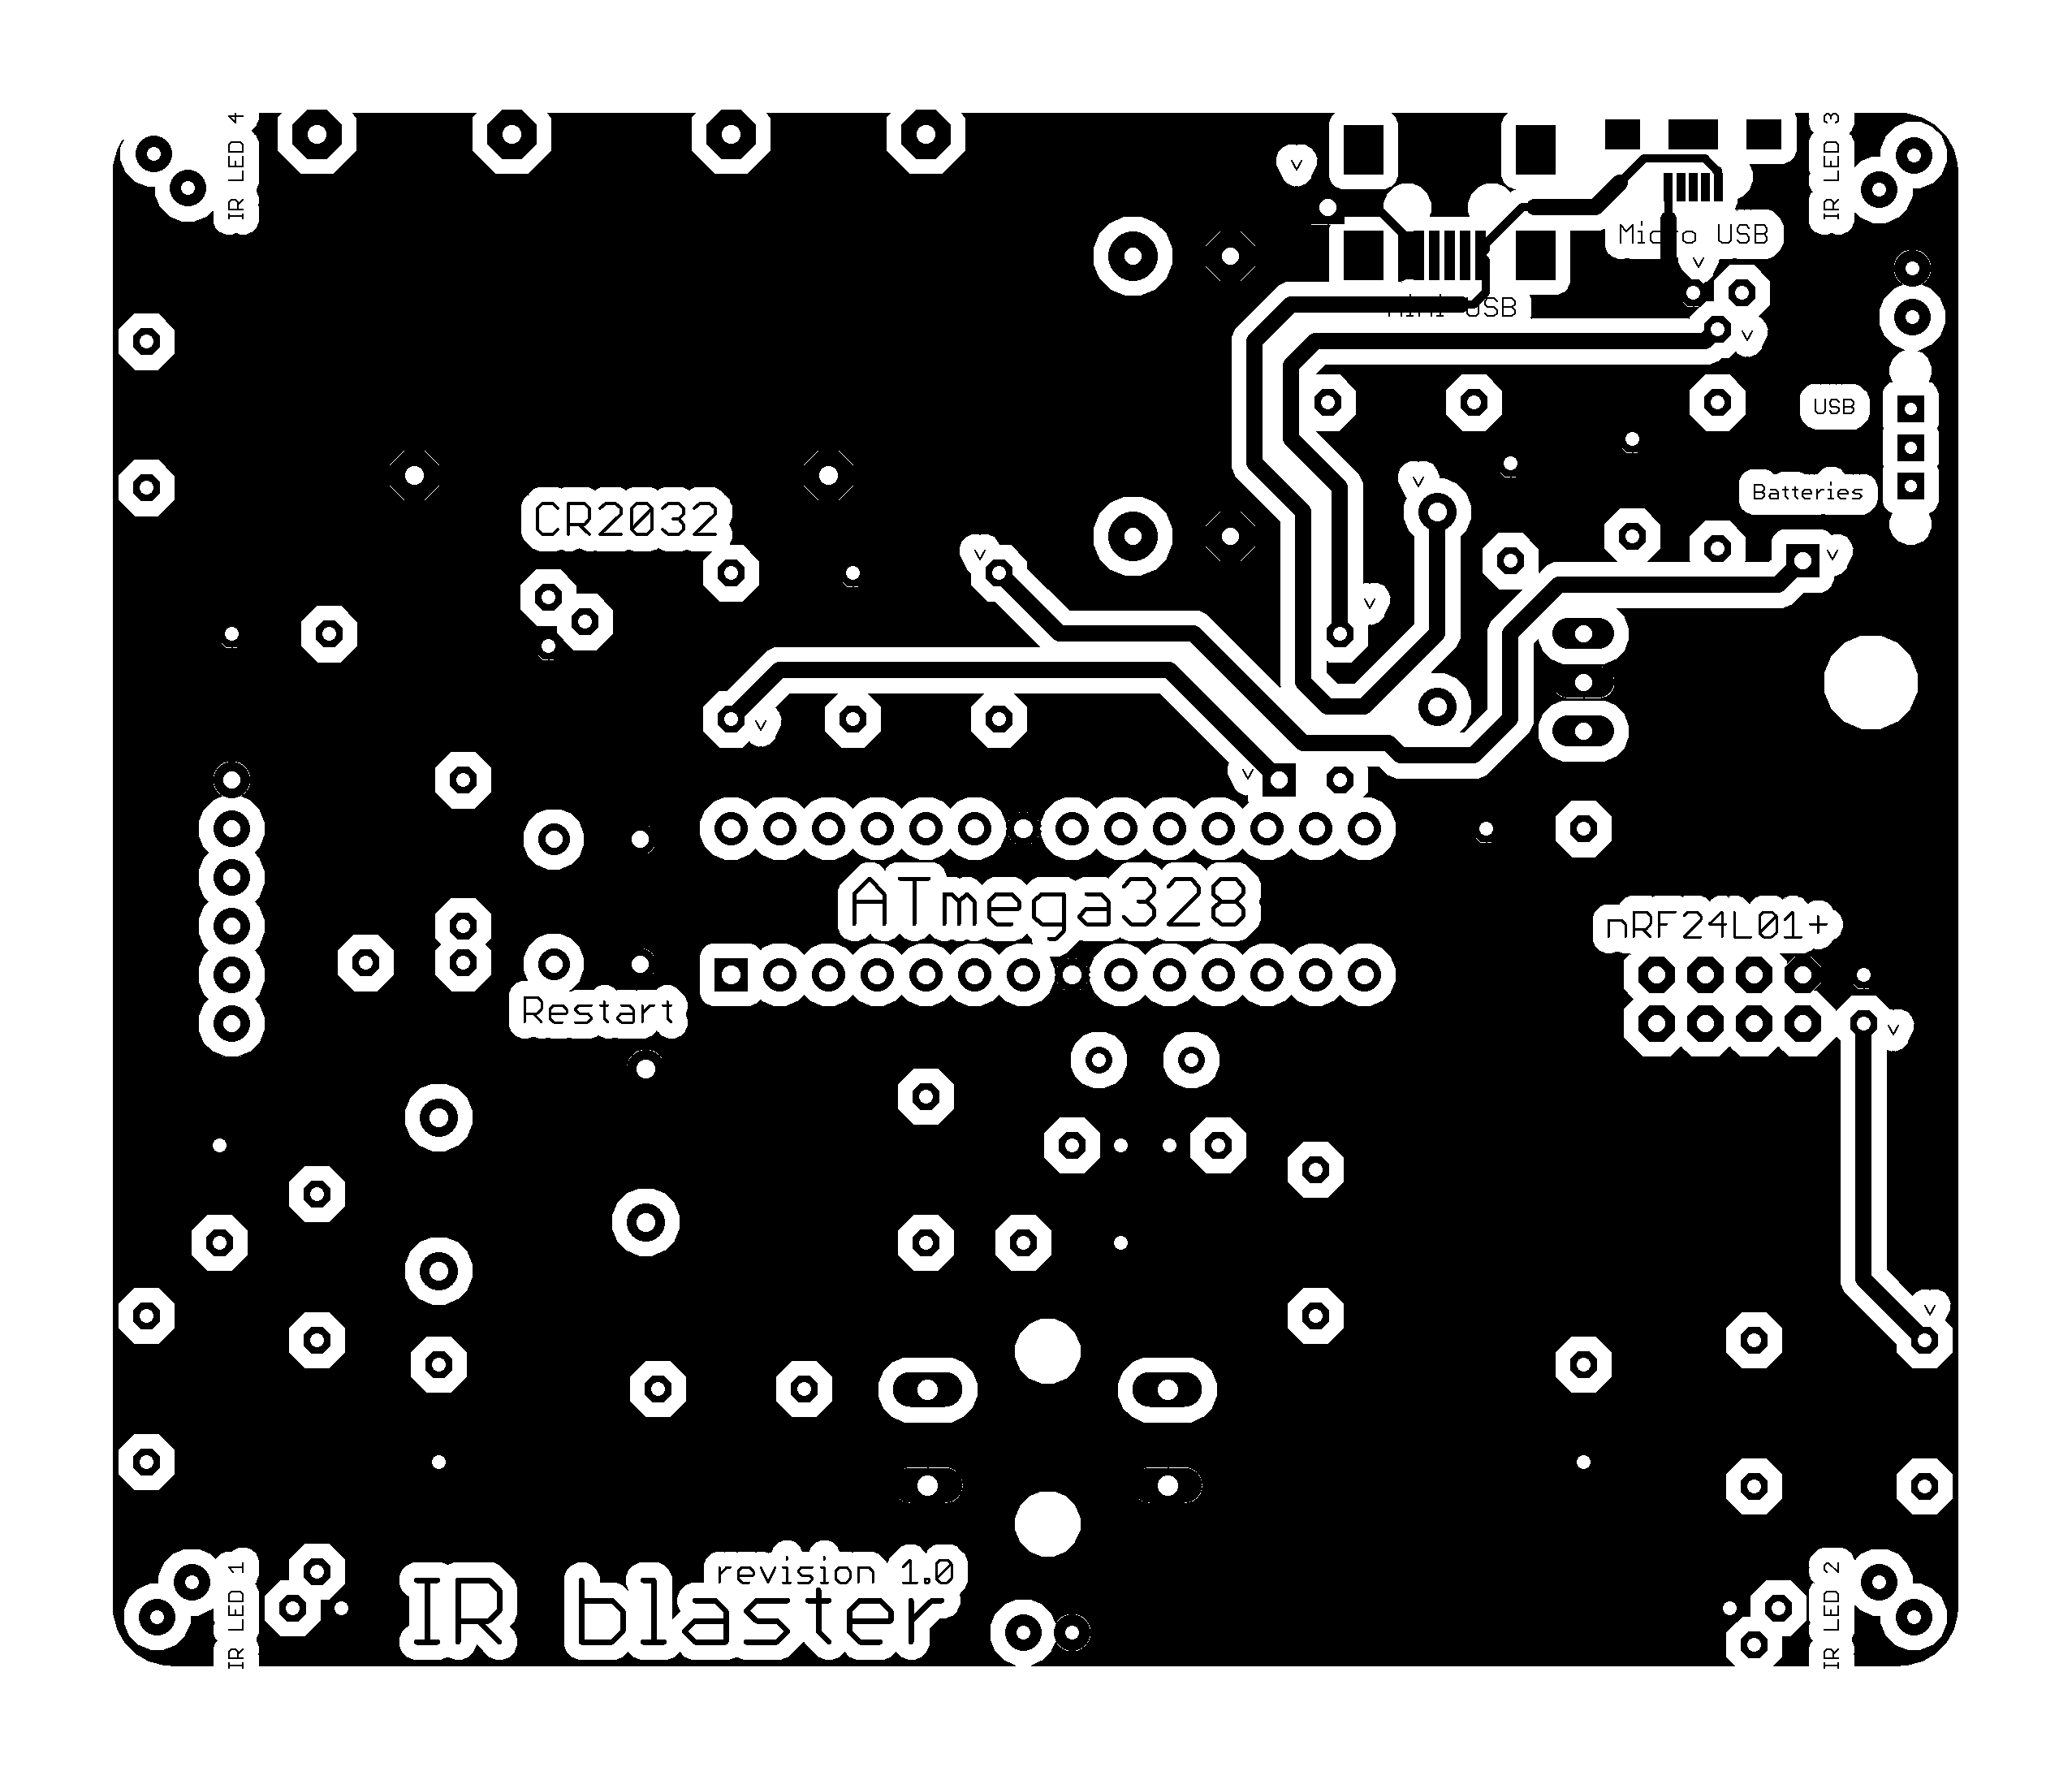 IR LED 4
IR LED 3
v
Micro USB
v
Mini USB
v
USB
v
Batteries
CR2032
v
v
v
v
v
ATmega328
nRF24L01+
Restart
v
v
IR LED 1
revision 1.0
IR blaster
IR LED 2